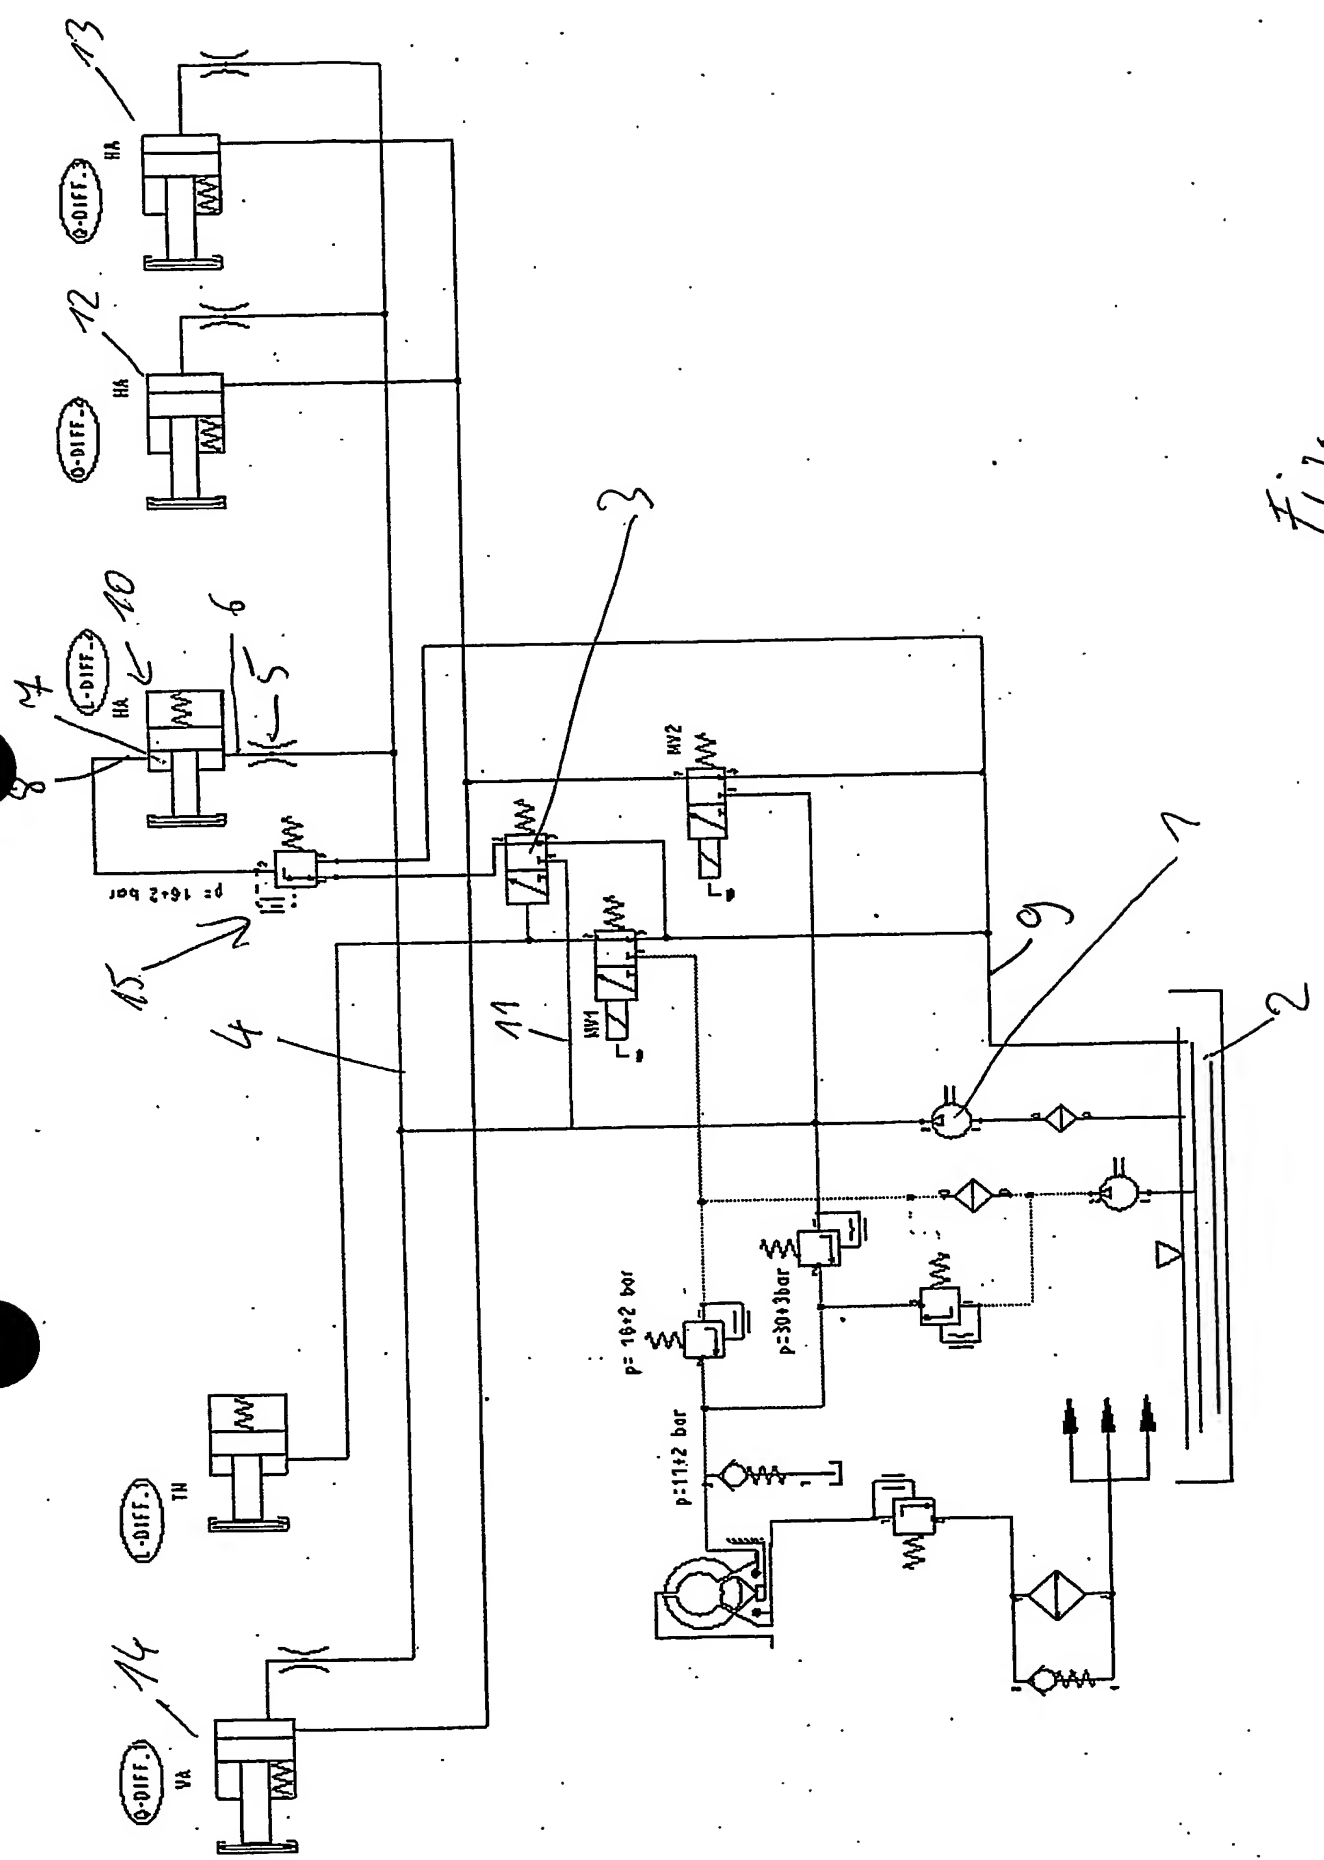 13
Q-DIFF.3
HA
12
HA
10
L-DIFF.2
HA
7
8
6
5
3
p= 16+2 bar
15
4
11
MV1
MV2
9
1
2
p= 16+2 bar
p=30+3bar
p=11+2 bar
L-DIFF.1
TN
14
Q-DIFF.1
VA